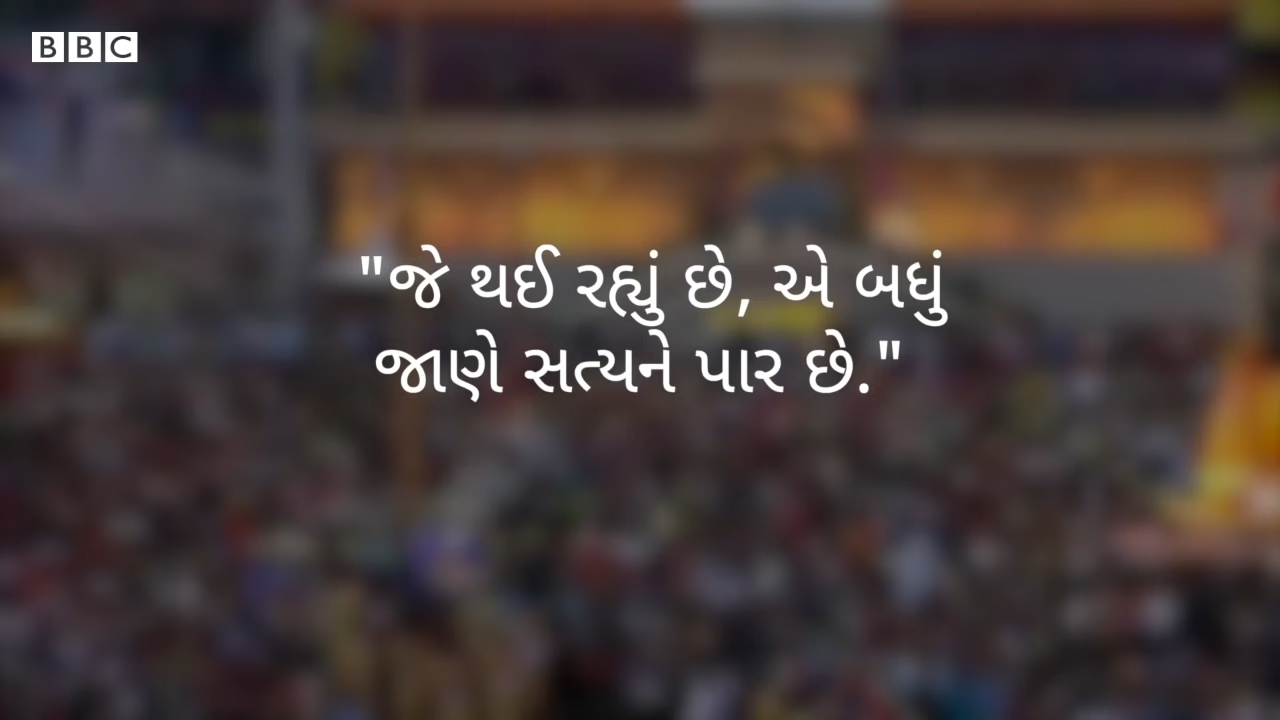 BBC
"જે થઈ રહ્યું છે, એ બધું
જાણે સત્યને પાર છે."